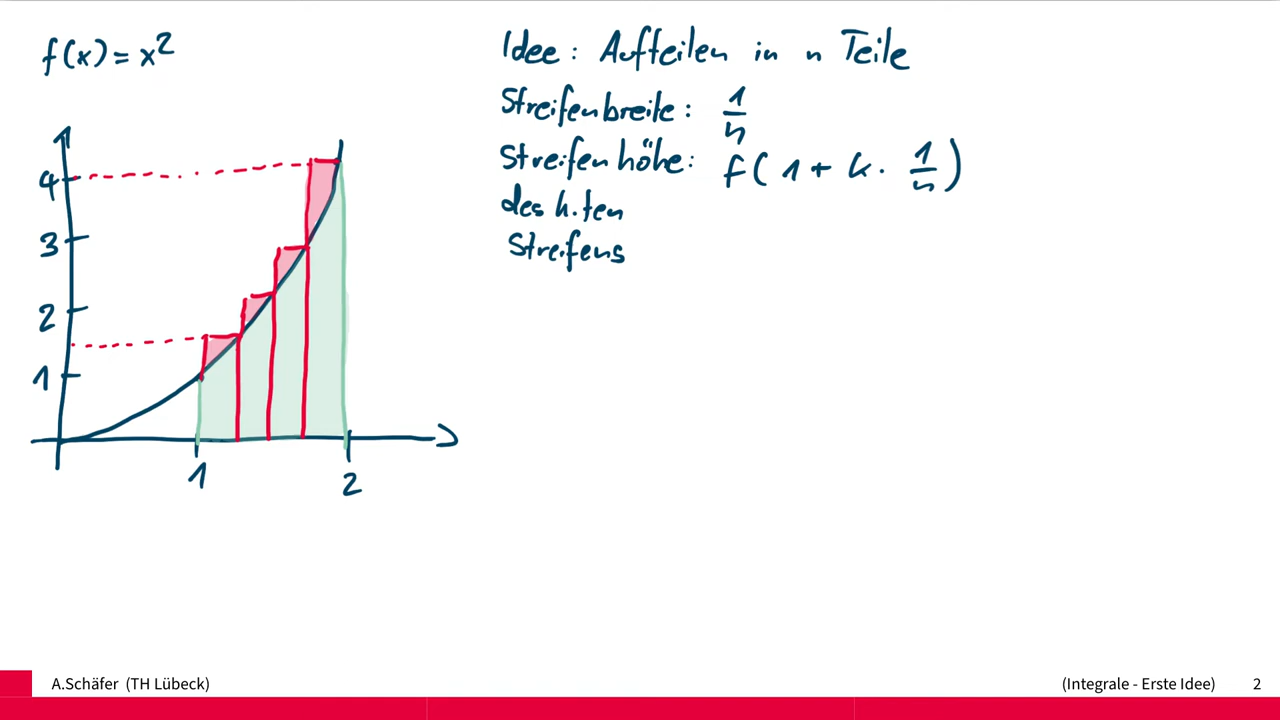 f(x) = x²
Idee: Aufteilen in n Teile
Streifenbreite: 1/n
Streifenhöhe: f(1 + k · 1/n)
des k.ten
Streifens
4
3
2
1
1
2
A.Schäfer (TH Lübeck)
(Integrale - Erste Idee) 2